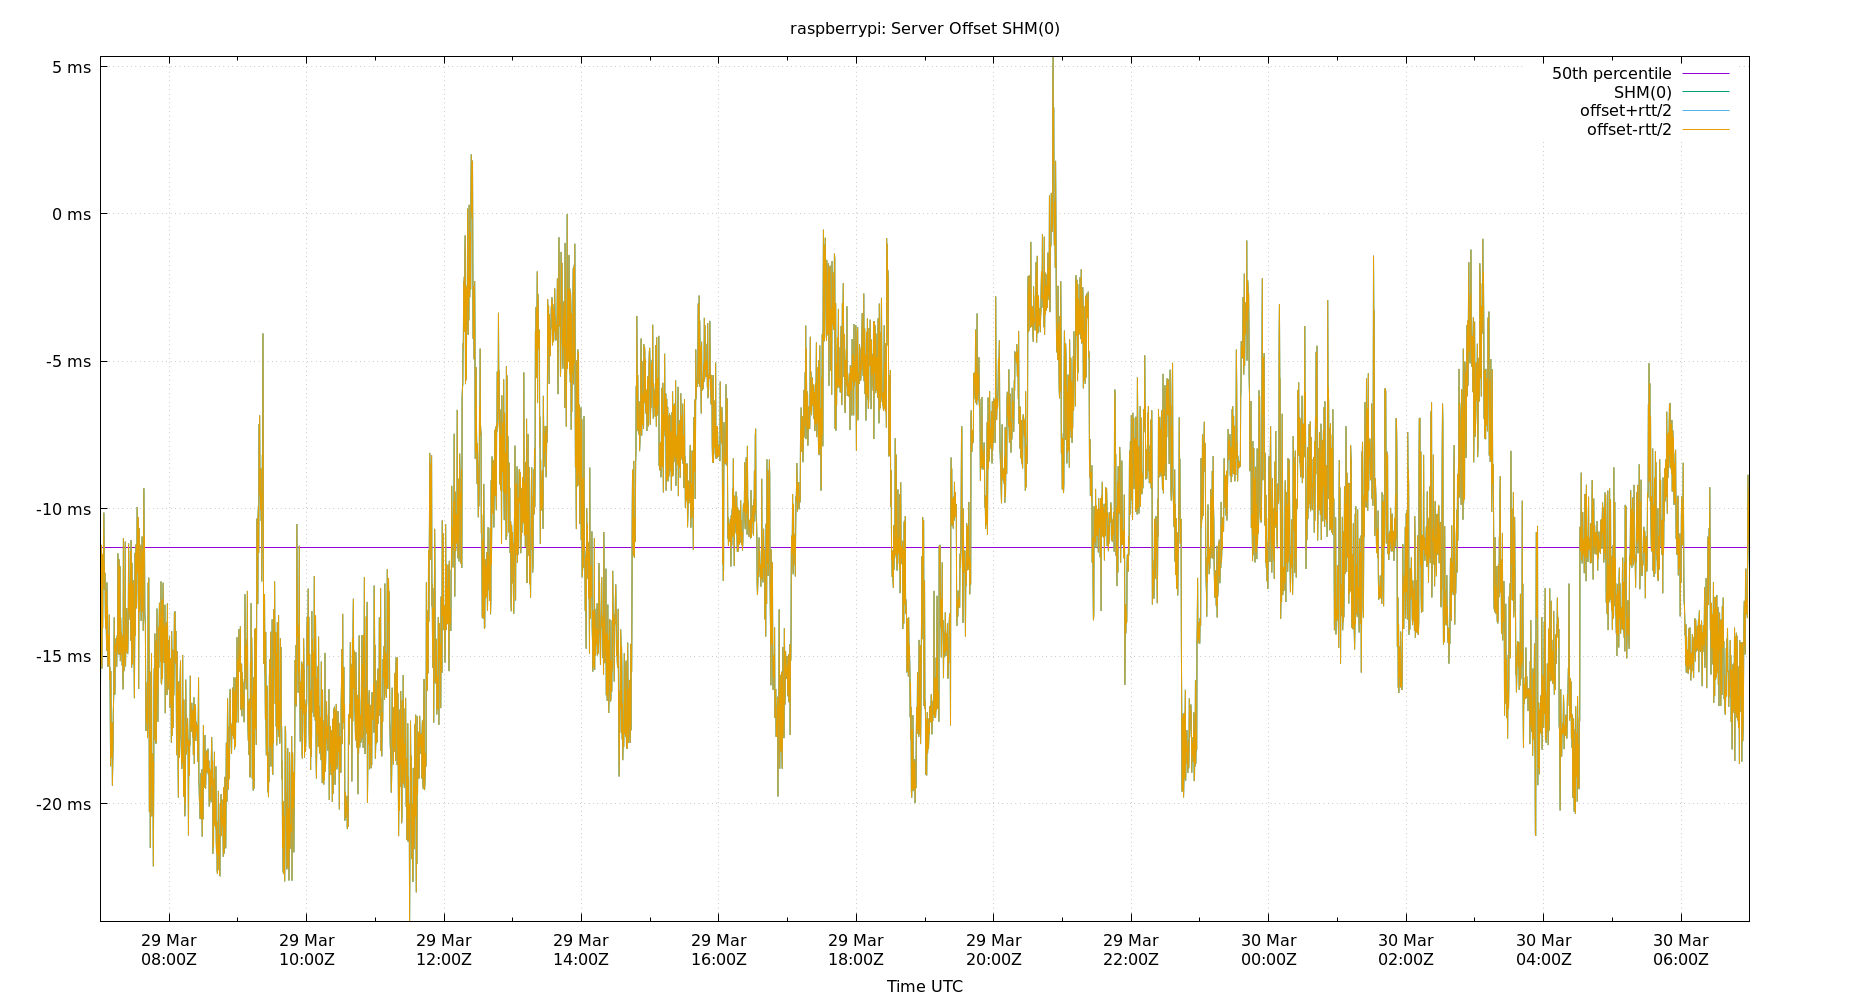 raspberrypi: Server Offset SHM(0)
50th percentile
SHM(0)
offset+rtt/2
offset-rtt/2
5 ms
0 ms
-5 ms
-10 ms
-15 ms
-20 ms
29 Mar 29 Mar 29 Mar 29 Mar 29 Mar 29 Mar 29 Mar 29 Mar 30 Mar 30 Mar 30 Mar 30 Mar
08:00Z 10:00Z 12:00Z 14:00Z 16:00Z 18:00Z 20:00Z 22:00Z 00:00Z 02:00Z 04:00Z 06:00Z
Time UTC